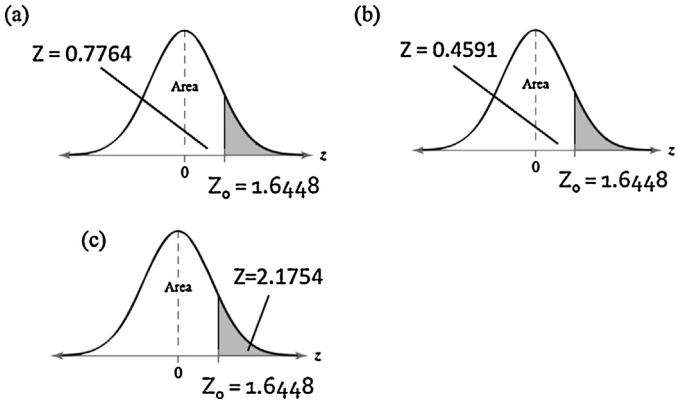 (a)
Z = 0.7764
Area
0
z
Zo = 1.6448
(b)
Z = 0.4591
Area
0
z
Zo = 1.6448
(c)
Z=2.1754
Area
0
z
Zo = 1.6448